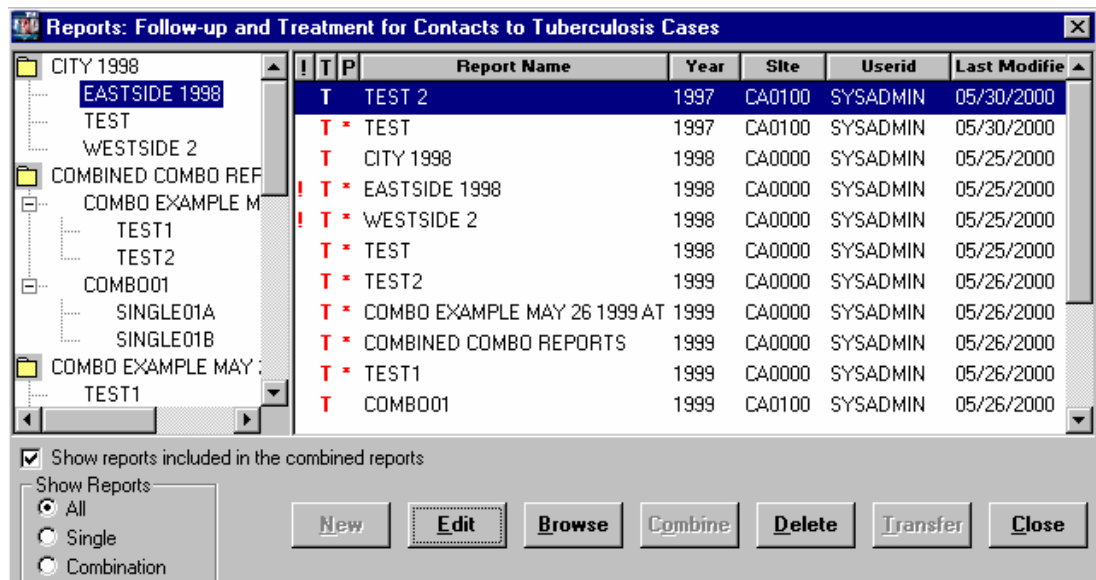 Reports: Follow-up and Treatment for Contacts to Tuberculosis Cases
CITY 1998
EASTSIDE 1998
TEST
WESTSIDE 2
COMBINED COMBO REF
COMBO EXAMPLE M
TEST1
TEST2
COMBO01
SINGLE01A
SINGLE01B
COMBO EXAMPLE MAY
TEST1
! T P Report Name Year Site Userid Last Modifie
T TEST 2 1997 CA0100 SYSADMIN 05/30/2000
T * TEST 1997 CA0100 SYSADMIN 05/30/2000
T CITY 1998 1998 CA0000 SYSADMIN 05/25/2000
! T * EASTSIDE 1998 1998 CA0000 SYSADMIN 05/25/2000
! T * WESTSIDE 2 1998 CA0000 SYSADMIN 05/25/2000
T * TEST 1998 CA0000 SYSADMIN 05/25/2000
T * TEST2 1999 CA0000 SYSADMIN 05/26/2000
T * COMBO EXAMPLE MAY 26 1999 AT 1999 CA0000 SYSADMIN 05/26/2000
T * COMBINED COMBO REPORTS 1999 CA0000 SYSADMIN 05/26/2000
T * TEST1 1999 CA0000 SYSADMIN 05/26/2000
T COMBO01 1999 CA0100 SYSADMIN 05/26/2000
Show reports included in the combined reports
Show Reports
All
Single
Combination
New Edit Browse Combine Delete Transfer Close